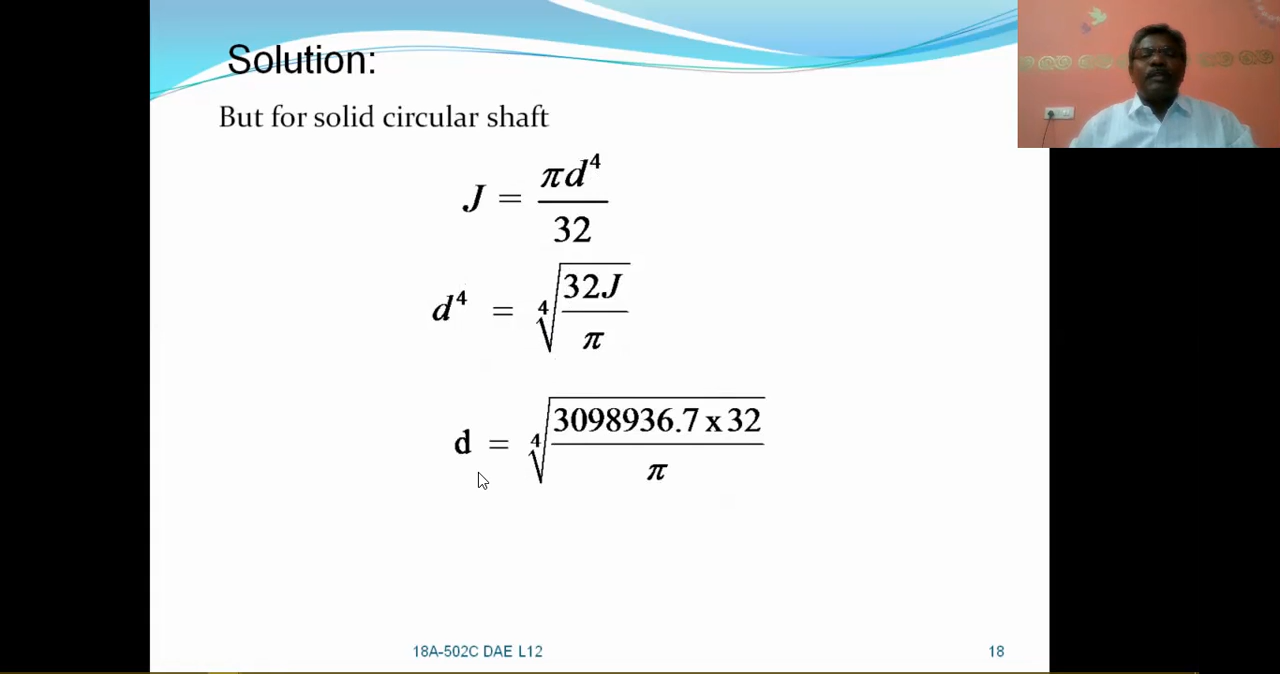 Solution:
But for solid circular shaft
J = πd⁴ / 32
d⁴ = ⁴√(32J / π)
d = ⁴√(3098936.7 x 32 / π)
18A-502C DAE L12
18